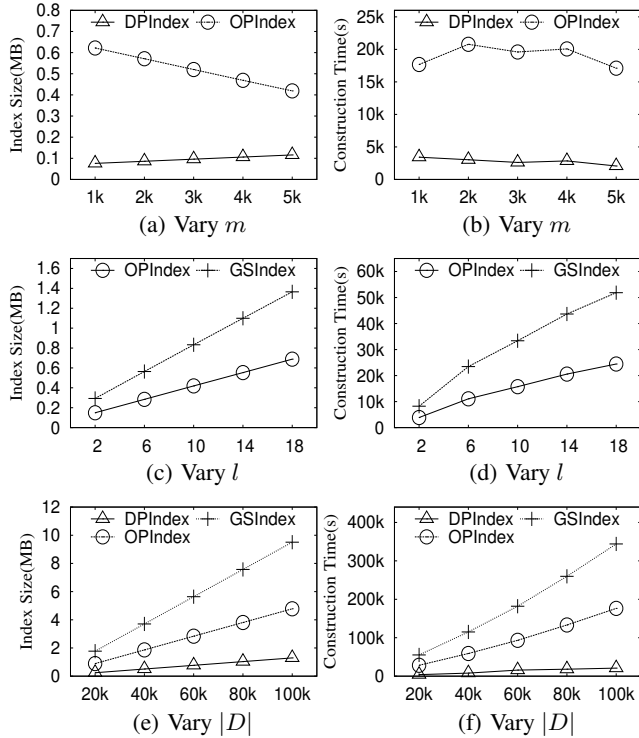 DPIndex OPIndex
Index Size(MB)
0.8
0.7
0.6
0.5
0.4
0.3
0.2
0.1
0
1k 2k 3k 4k 5k
(a) Vary m
DPIndex OPIndex
Construction Time(s)
25k
20k
15k
10k
5k
0
1k 2k 3k 4k 5k
(b) Vary m
OPIndex GSIndex
Index Size(MB)
1.6
1.4
1.2
1
0.8
0.6
0.4
0.2
0
2 6 10 14 18
(c) Vary l
OPIndex GSIndex
Construction Time(s)
60k
50k
40k
30k
20k
10k
0
2 6 10 14 18
(d) Vary l
DPIndex GSIndex
OPIndex
Index Size(MB)
12
10
8
6
4
2
0
20k 40k 60k 80k 100k
(e) Vary |D|
DPIndex GSIndex
OPIndex
Construction Time(s)
400k
300k
200k
100k
0
20k 40k 60k 80k 100k
(f) Vary |D|